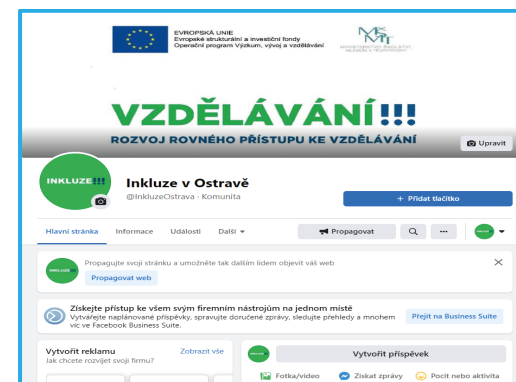 EVROPSKÁ UNIE
Evropské strukturální a investiční fondy
Operační program Výzkum, vývoj a vzdělávání
MINISTERSTVO ŠKOLSTVÍ,
MLÁDEŽE A TĚLOVÝCHOVY
VZDĚLÁVÁNÍ!!!
ROZVOJ ROVNÉHO PŘÍSTUPU KE VZDĚLÁVÁNÍ
Upravit
INKLUZE!!!
Inkluze v Ostravě
@InkluzeOstrava · Komunita
+ Přidat tlačítko
Hlavní stránka Informace Události Další
Propagovat
Propagujte svoji stránku a umožněte tak dalším lidem objevit váš web
Propagovat web
Získejte přístup ke všem svým firemním nástrojům na jednom místě
Vytvářejte naplánované příspěvky, spravujte doručené zprávy, sledujte přehledy a mnohem
víc ve Facebook Business Suite.
Přejít na Business Suite
Vytvořit reklamu Zobrazit vše
Jak chcete rozvíjet svoji firmu?
Vytvořit příspěvek
Fotka/video Získat zprávy Pocit nebo aktivita